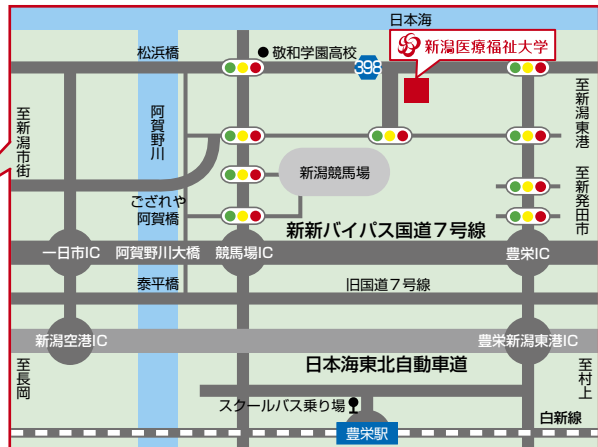 日本海
新潟医療福祉大学
松浜橋
敬和学園高校
398
至新潟東港
至新潟市街
阿賀野川
新潟競馬場
至新発田市
ござれや
阿賀橋
新新バイパス国道7号線
一日市IC
阿賀野川大橋
競馬場IC
豊栄IC
泰平橋
旧国道7号線
新潟空港IC
豊栄新潟東港IC
至長岡
日本海東北自動車道
至村上
スクールバス乗り場
白新線
豊栄駅